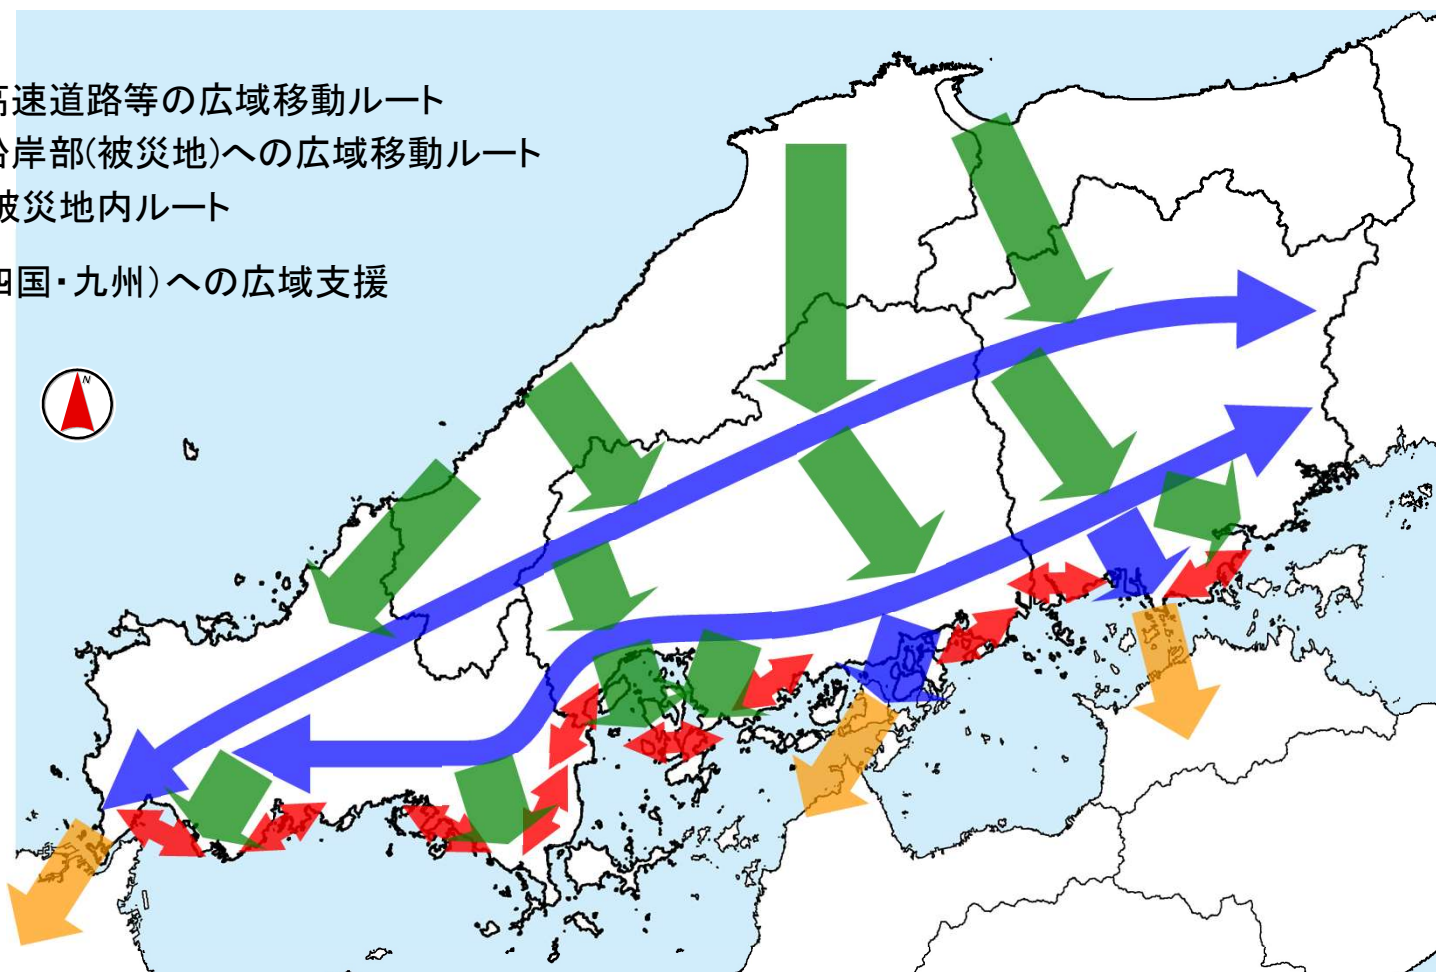 高速道路等の広域移動ルート
沿岸部(被災地)への広域移動ルート
被災地内ルート
四国・九州）への広域支援
N